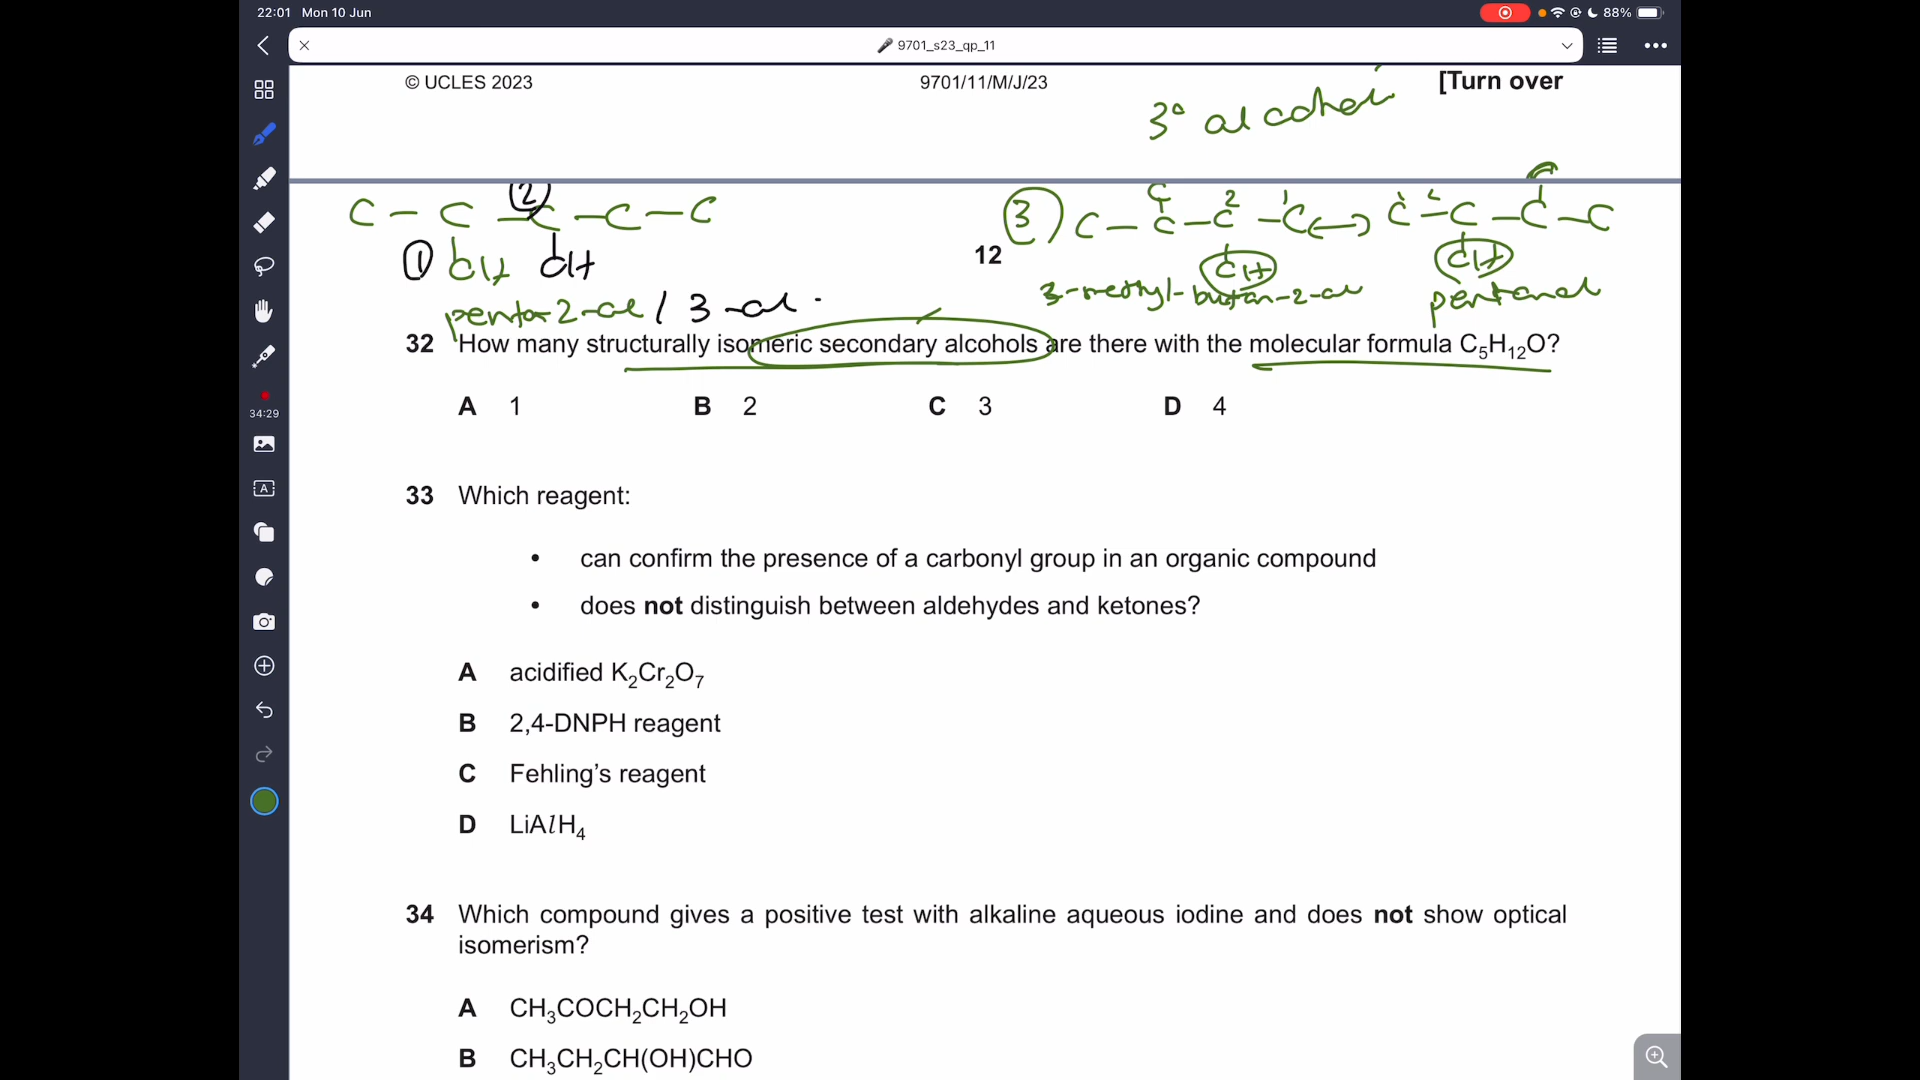 22:01 Mon 10 Jun
88%
9701_s23_qp_11
© UCLES 2023
9701/11/M/J/23
[Turn over
3° alcohol
2
C – C – C – C – C
3 C – C – C – C
C – C – C – C
C
2
1
1 OH OH
OH
OH
12
pentan-2-ol / 3-ol
3-methyl-butan-2-ol
pentanol
32 How many structurally isomeric secondary alcohols are there with the molecular formula C₅H₁₂O?
A 1 B 2 C 3 D 4
34:29
33 Which reagent:
• can confirm the presence of a carbonyl group in an organic compound
• does not distinguish between aldehydes and ketones?
A acidified K₂Cr₂O₇
B 2,4-DNPH reagent
C Fehling’s reagent
D LiAlH₄
34 Which compound gives a positive test with alkaline aqueous iodine and does not show optical
isomerism?
A CH₃COCH₂CH₂OH
B CH₃CH₂CH(OH)CHO